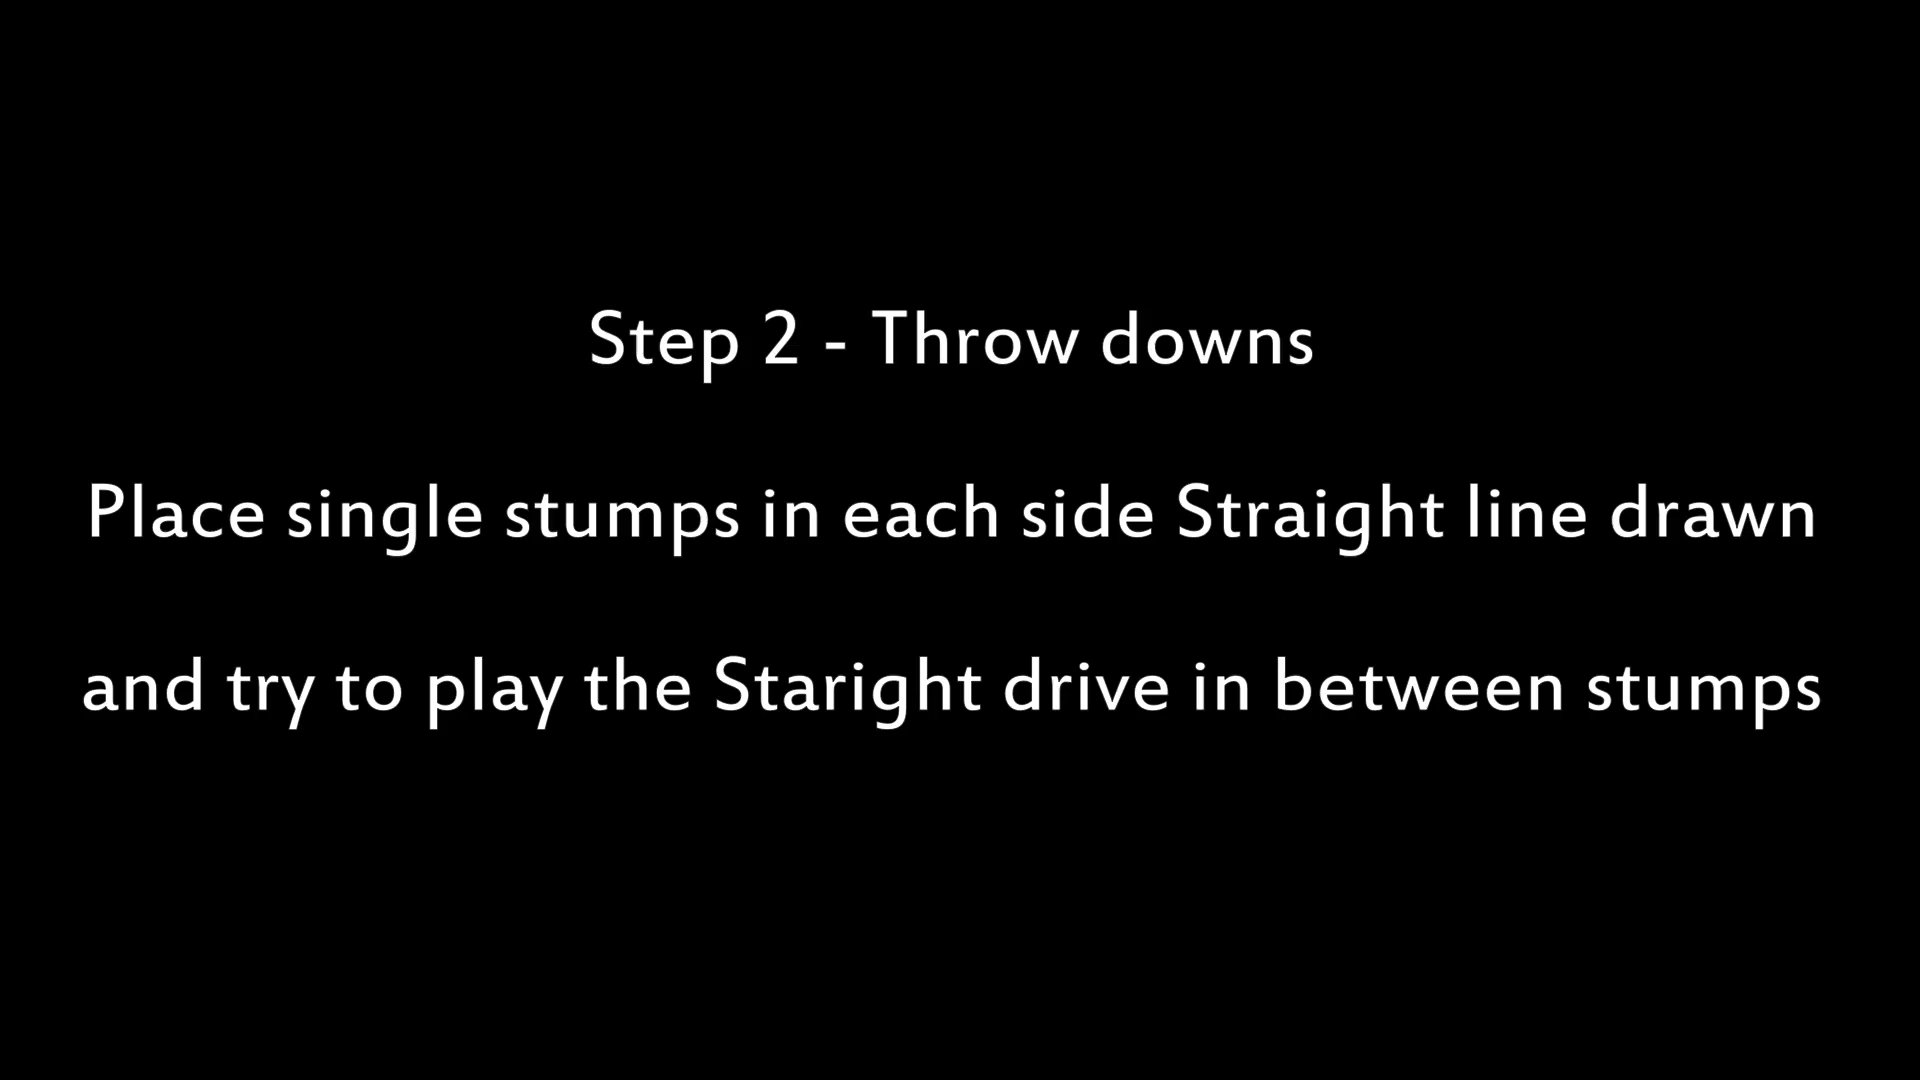 Step 2 - Throw downs
Place single stumps in each side Straight line drawn
and try to play the Staright drive in between stumps